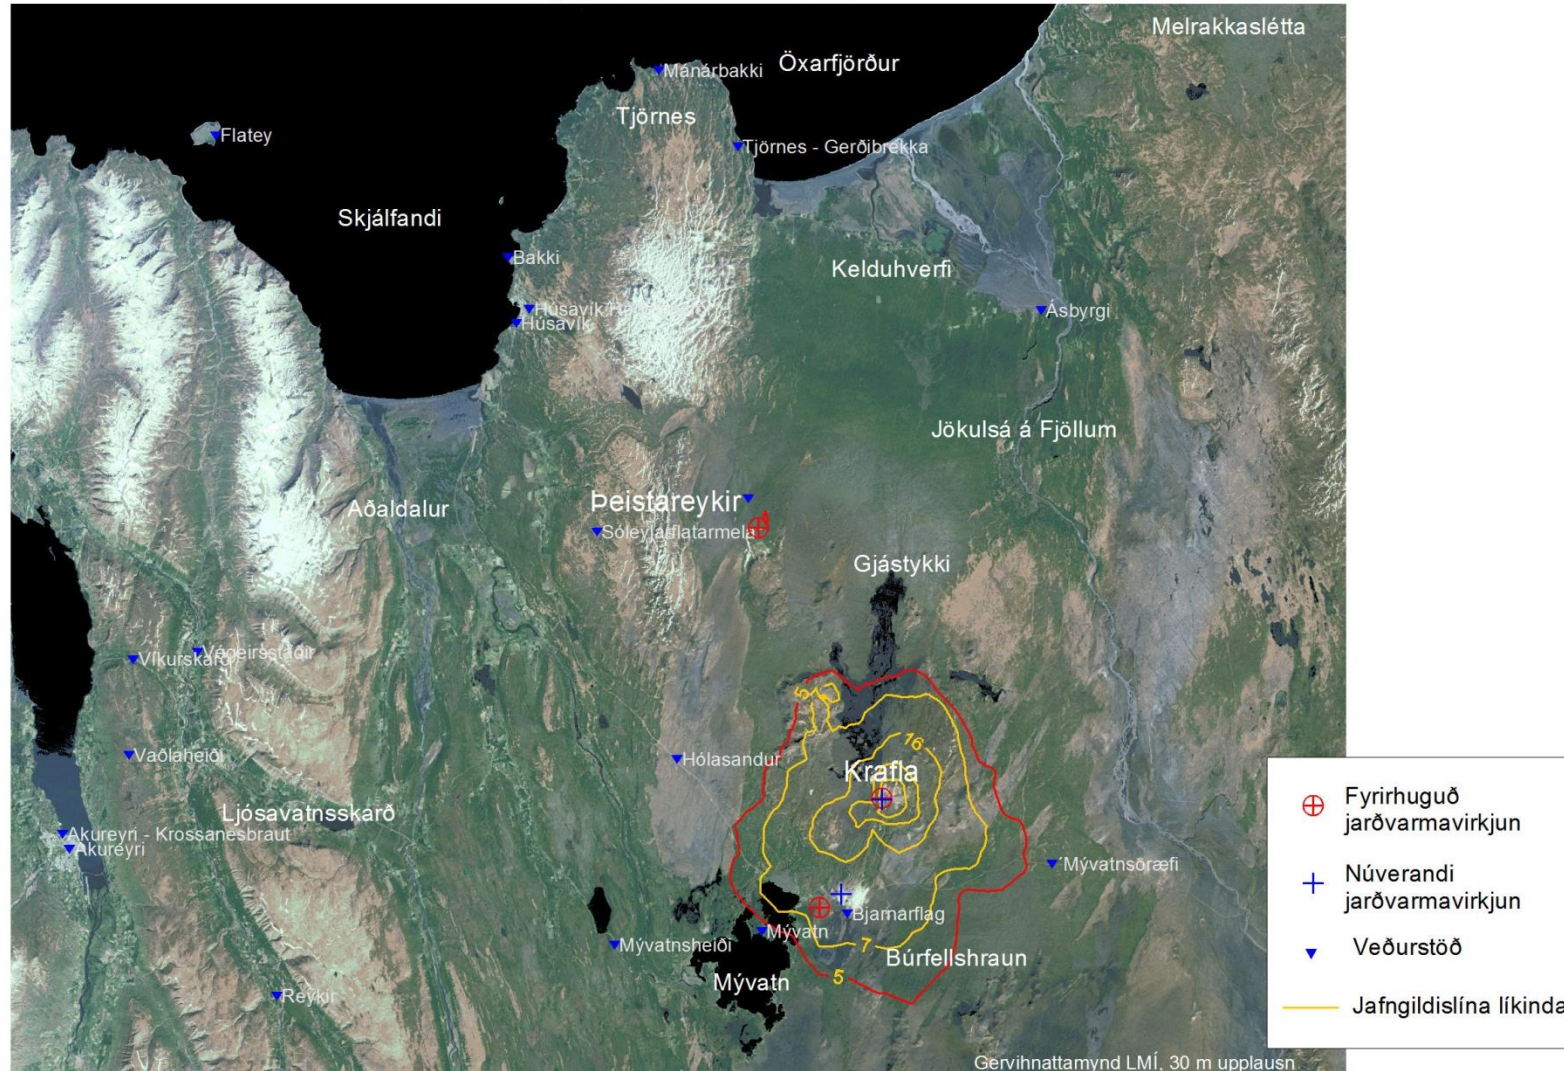 Melrakkaslétta
Mánárbakki
Öxarfjörður
Tjörnes
Flatey
Tjörnes - Gerðibrekka
Skjálfandi
Bakki
Kelduhverfi
Húsavík
Húsavík
Ásbyrgi
Jökulsá á Fjöllum
Þeistareykir
Aðaldalur
Gjástykki
Víkurskarð
5
16
Vaðlaheiði
Hólasandur
Krafla
Ljósavatnsskarð
Akureyri - Krossanesbraut
Akureyri
Mývatnsöræfi
Bjarnarflag
Mývatn
Mývatnsheiði
7
Búrfellshraun
5
Mývatn
Reykir
Gervihnattamynd LMÍ, 30 m upplausn
Fyrirhuguð
jarðvarmavirkjun
Núverandi
jarðvarmavirkjun
Veðurstöð
Jafngildislína líkinda